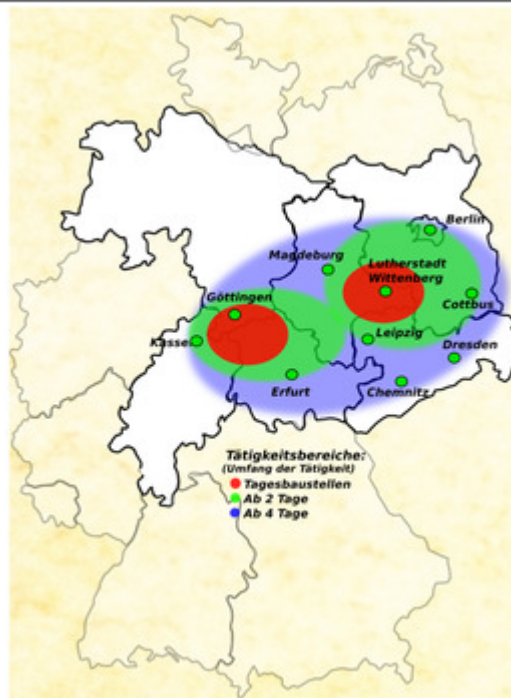 Berlin
Magdeburg
Lutherstadt
Wittenberg
Göttingen
Cottbus
Kassel
Leipzig
Dresden
Erfurt
Chemnitz
Tätigkeitsbereiche:
(Umfang der Tätigkeit)
Tagesbaustellen
Ab 2 Tage
Ab 4 Tage